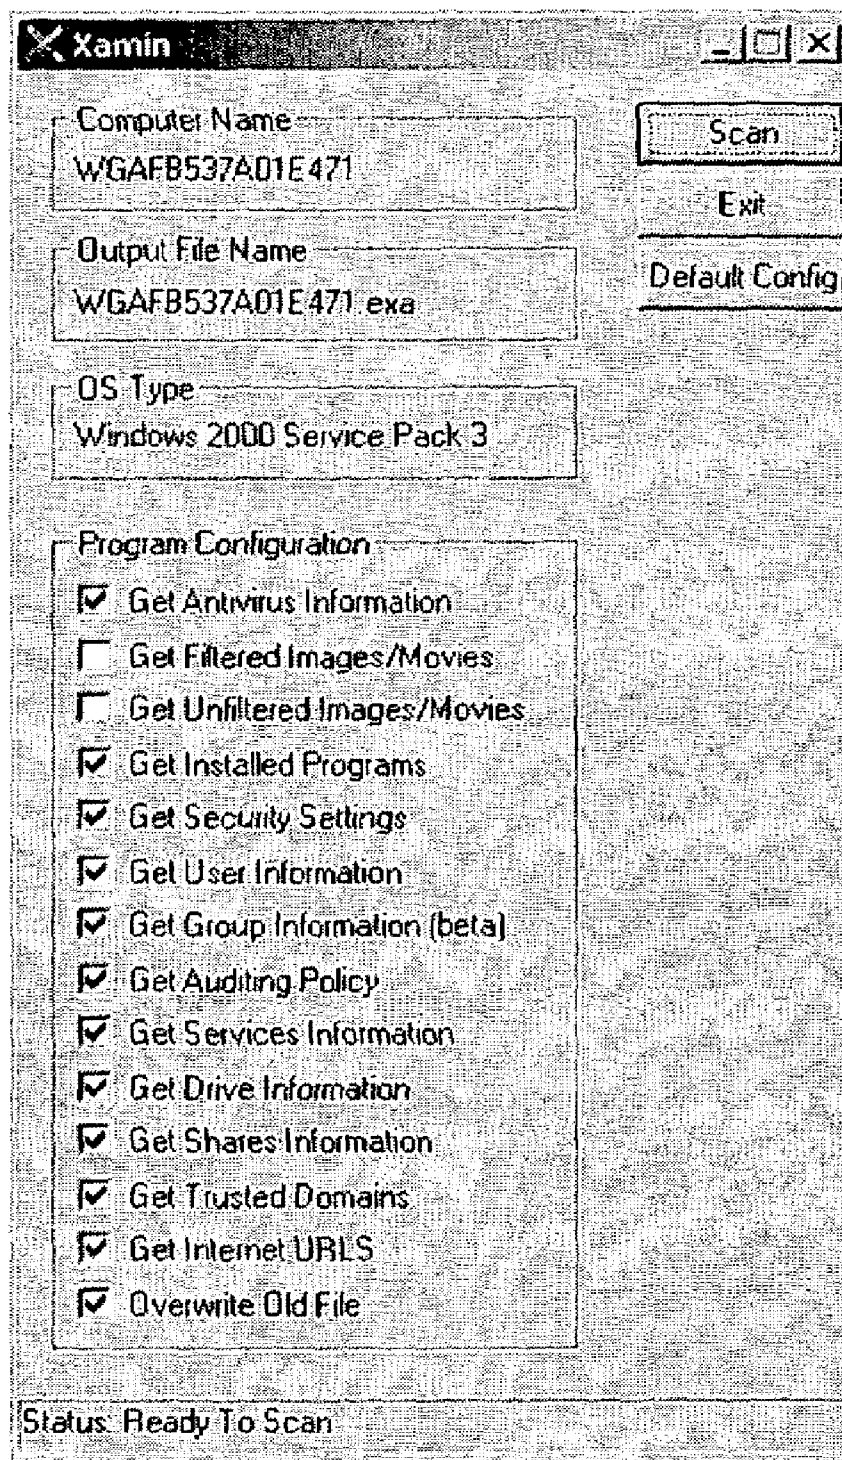 Xamin
Computer Name
WGAFB537A01E471
Scan
Exit
Output File Name
WGAFB537A01E471.exa
Default Config
OS Type
Windows 2000 Service Pack 3
Program Configuration
Get Antivirus Information
Get Filtered Images/Movies
Get Unfiltered Images/Movies
Get Installed Programs
Get Security Settings
Get User Information
Get Group Information (beta)
Get Auditing Policy
Get Services Information
Get Drive Information
Get Shares Information
Get Trusted Domains
Get Internet URLS
Overwrite Old File
Status: Ready To Scan